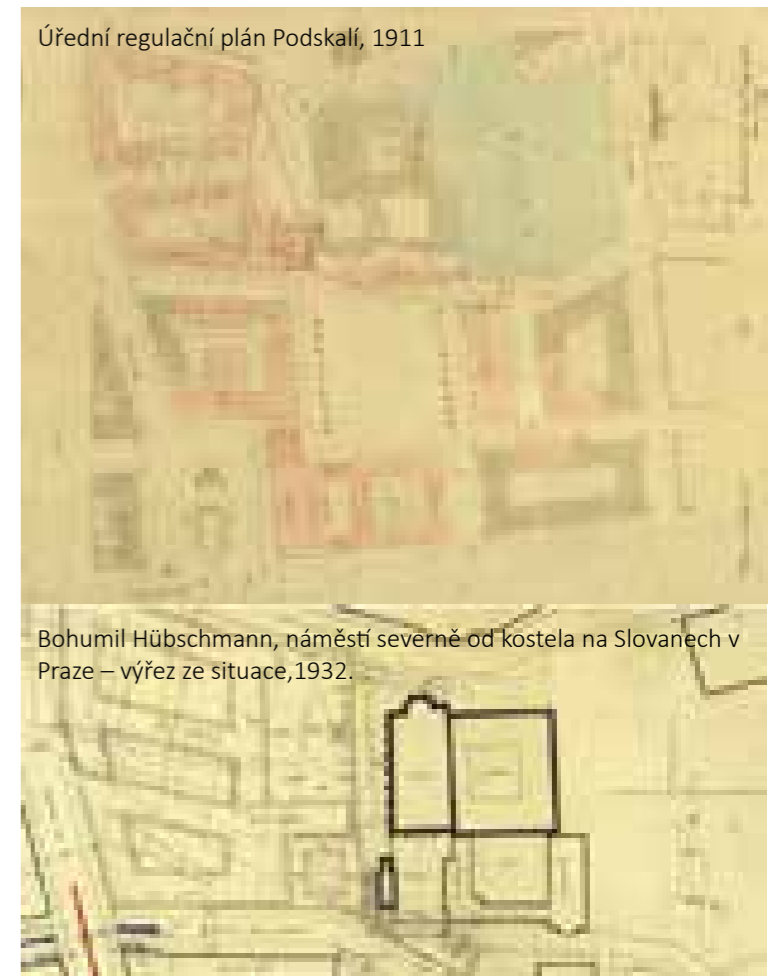 Úřední regulační plán Podskalí, 1911
Bohumil Hübschmann, náměstí severně od kostela na Slovanech v
Praze – výřez ze situace,1932.